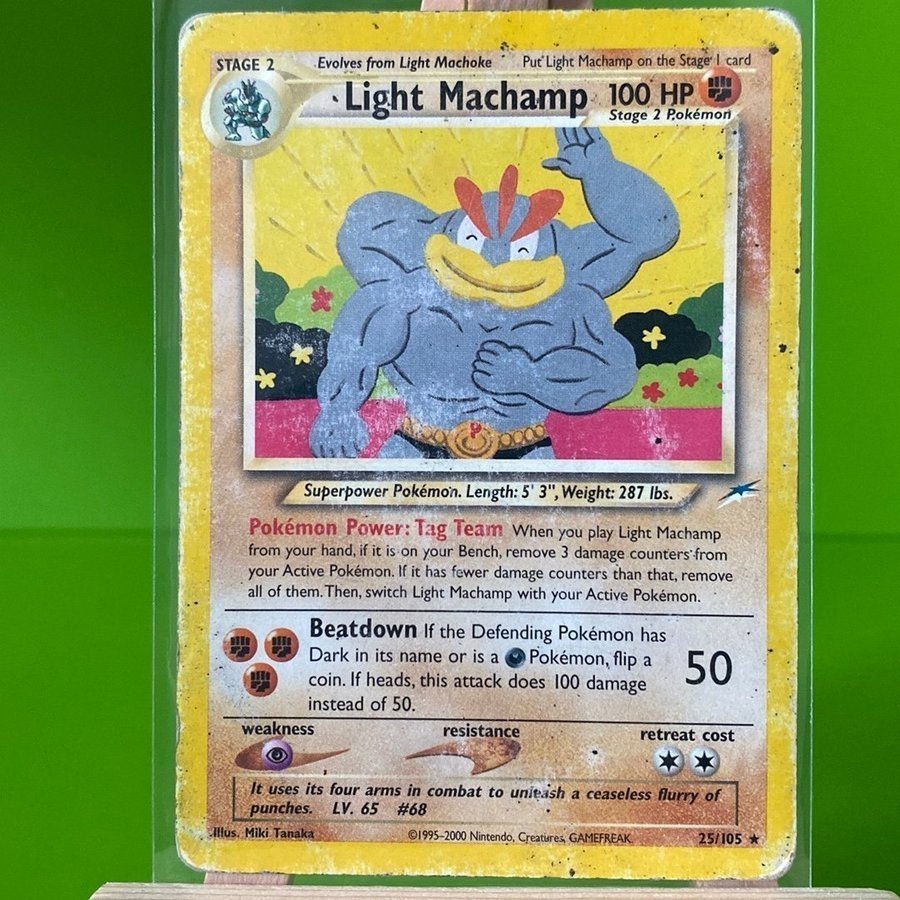 STAGE 2 Evolves from Light Machoke Put Light Machamp on the Stage 1 card
Light Machamp 100 HP
Stage 2 Pokémon
P
Superpower Pokémon. Length: 5' 3", Weight: 287 lbs.
Pokémon Power: Tag Team When you play Light Machamp
from your hand, if it is on your Bench, remove 3 damage counters from
your Active Pokémon. If it has fewer damage counters than that, remove
all of them. Then, switch Light Machamp with your Active Pokémon.
Beatdown If the Defending Pokémon has
Dark in its name or is a Pokémon, flip a
coin. If heads, this attack does 100 damage
instead of 50.
50
weakness resistance retreat cost
It uses its four arms in combat to unleash a ceaseless flurry of
punches. LV. 65 #68
Illus. Miki Tanaka ©1995–2000 Nintendo, Creatures, GAMEFREAK. 25/105 ★